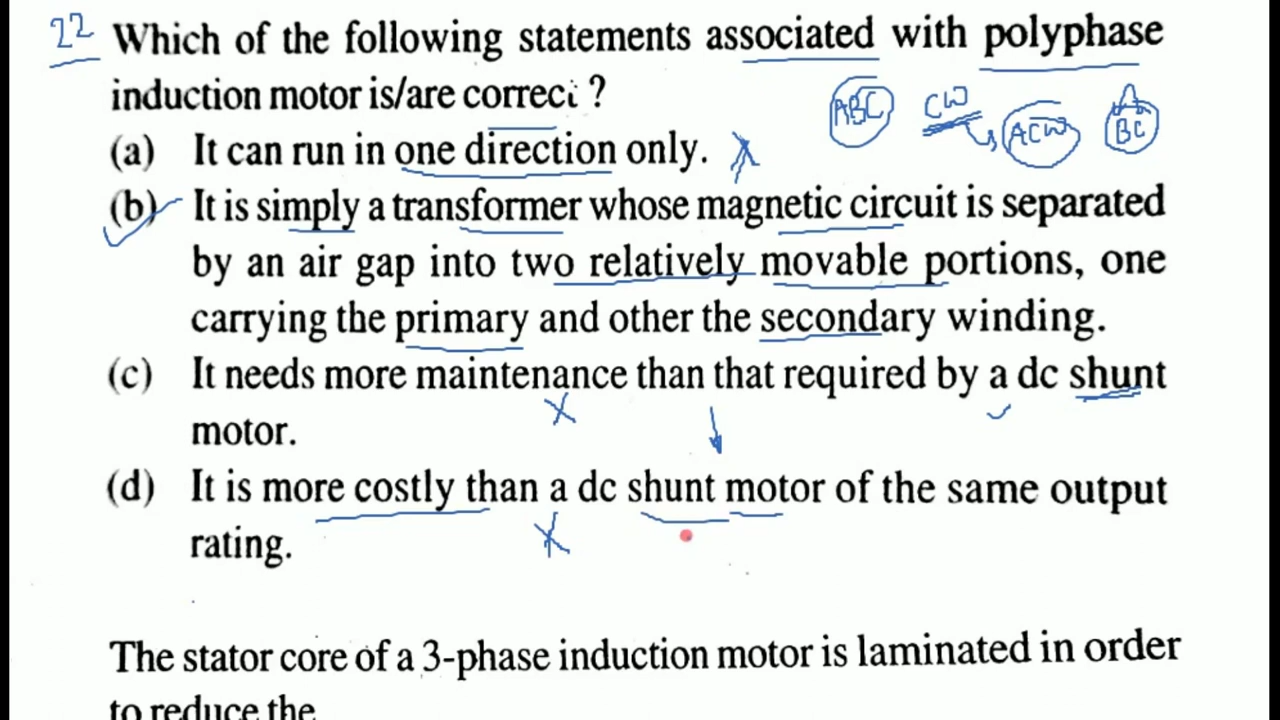 22 Which of the following statements associated with polyphase
induction motor is/are correct ?
ABC CW ACW BC
(a) It can run in one direction only.
(b) It is simply a transformer whose magnetic circuit is separated
by an air gap into two relatively movable portions, one
carrying the primary and other the secondary winding.
(c) It needs more maintenance than that required by a dc shunt
motor.
(d) It is more costly than a dc shunt motor of the same output
rating.
The stator core of a 3-phase induction motor is laminated in order
to reduce the